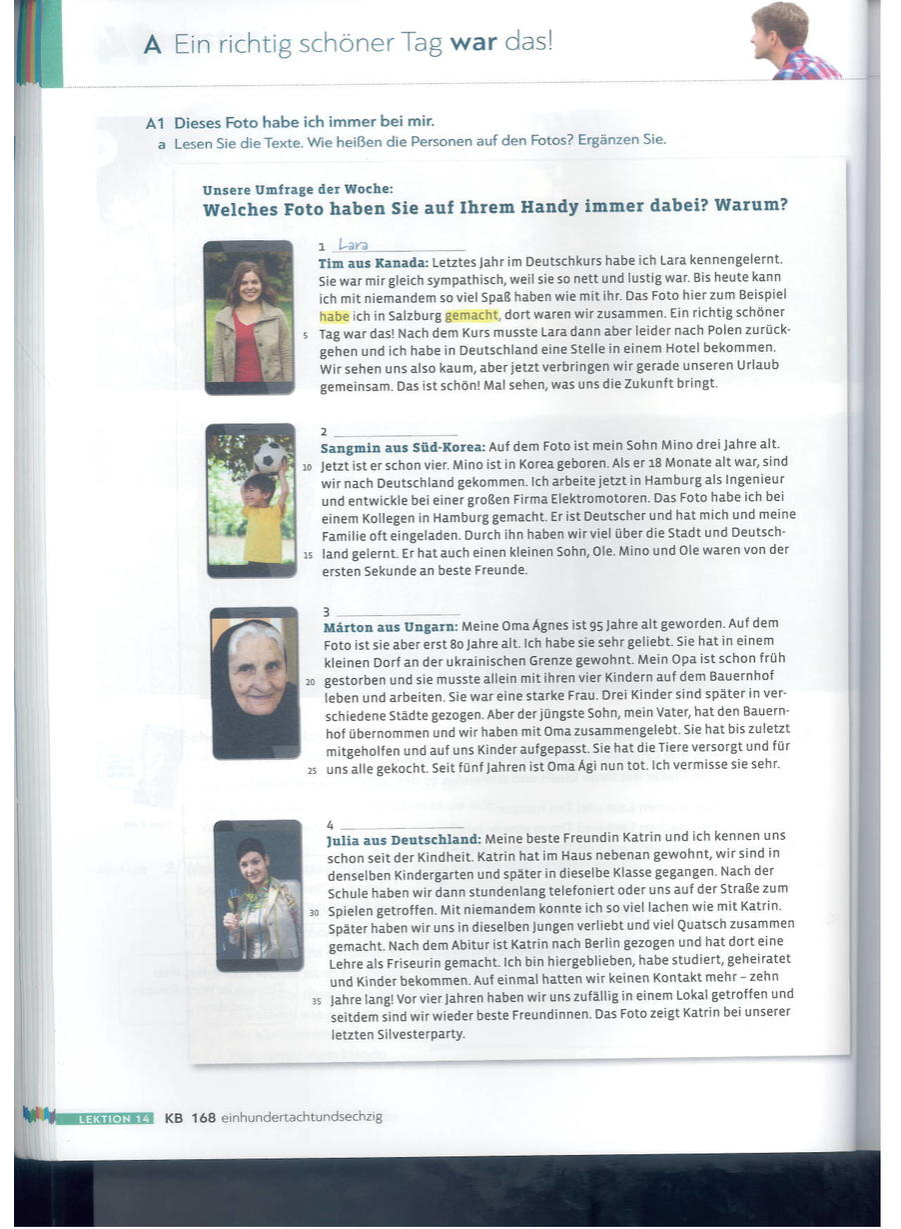 A Ein richtig schöner Tag war das!
A1 Dieses Foto habe ich immer bei mir.
a Lesen Sie die Texte. Wie heißen die Personen auf den Fotos? Ergänzen Sie.
Unsere Umfrage der Woche:
Welches Foto haben Sie auf Ihrem Handy immer dabei? Warum?
1 Lara
Tim aus Kanada: Letztes Jahr im Deutschkurs habe ich Lara kennengelernt.
Sie war mir gleich sympathisch, weil sie so nett und lustig war. Bis heute kann
ich mit niemandem so viel Spaß haben wie mit ihr. Das Foto hier zum Beispiel
habe ich in Salzburg gemacht, dort waren wir zusammen. Ein richtig schöner
5 Tag war das! Nach dem Kurs musste Lara dann aber leider nach Polen zurück-
gehen und ich habe in Deutschland eine Stelle in einem Hotel bekommen.
Wir sehen uns also kaum, aber jetzt verbringen wir gerade unseren Urlaub
gemeinsam. Das ist schön! Mal sehen, was uns die Zukunft bringt.
2
Sangmin aus Süd-Korea: Auf dem Foto ist mein Sohn Mino drei Jahre alt.
10 Jetzt ist er schon vier. Mino ist in Korea geboren. Als er 18 Monate alt war, sind
wir nach Deutschland gekommen. Ich arbeite jetzt in Hamburg als Ingenieur
und entwickle bei einer großen Firma Elektromotoren. Das Foto habe ich bei
einem Kollegen in Hamburg gemacht. Er ist Deutscher und hat mich und meine
Familie oft eingeladen. Durch ihn haben wir viel über die Stadt und Deutsch-
15 land gelernt. Er hat auch einen kleinen Sohn, Ole. Mino und Ole waren von der
ersten Sekunde an beste Freunde.
3
Márton aus Ungarn: Meine Oma Ágnes ist 95 Jahre alt geworden. Auf dem
Foto ist sie aber erst 80 Jahre alt. Ich habe sie sehr geliebt. Sie hat in einem
kleinen Dorf an der ukrainischen Grenze gewohnt. Mein Opa ist schon früh
20 gestorben und sie musste allein mit ihren vier Kindern auf dem Bauernhof
leben und arbeiten. Sie war eine starke Frau. Drei Kinder sind später in ver-
schiedene Städte gezogen. Aber der jüngste Sohn, mein Vater, hat den Bauern-
hof übernommen und wir haben mit Oma zusammengelebt. Sie hat bis zuletzt
mitgeholfen und auf uns Kinder aufgepasst. Sie hat die Tiere versorgt und für
25 uns alle gekocht. Seit fünf Jahren ist Oma Ági nun tot. Ich vermisse sie sehr.
4
Julia aus Deutschland: Meine beste Freundin Katrin und ich kennen uns
schon seit der Kindheit. Katrin hat im Haus nebenan gewohnt, wir sind in
denselben Kindergarten und später in dieselbe Klasse gegangen. Nach der
Schule haben wir dann stundenlang telefoniert oder uns auf der Straße zum
30 Spielen getroffen. Mit niemandem konnte ich so viel lachen wie mit Katrin.
Später haben wir uns in dieselben Jungen verliebt und viel Quatsch zusammen
gemacht. Nach dem Abitur ist Katrin nach Berlin gezogen und hat dort eine
Lehre als Friseurin gemacht. Ich bin hiergeblieben, habe studiert, geheiratet
und Kinder bekommen. Auf einmal hatten wir keinen Kontakt mehr – zehn
35 Jahre lang! Vor vier Jahren haben wir uns zufällig in einem Lokal getroffen und
seitdem sind wir wieder beste Freundinnen. Das Foto zeigt Katrin bei unserer
letzten Silvesterparty.
LEKTION 14 KB 168 einhundertachtundsechzig